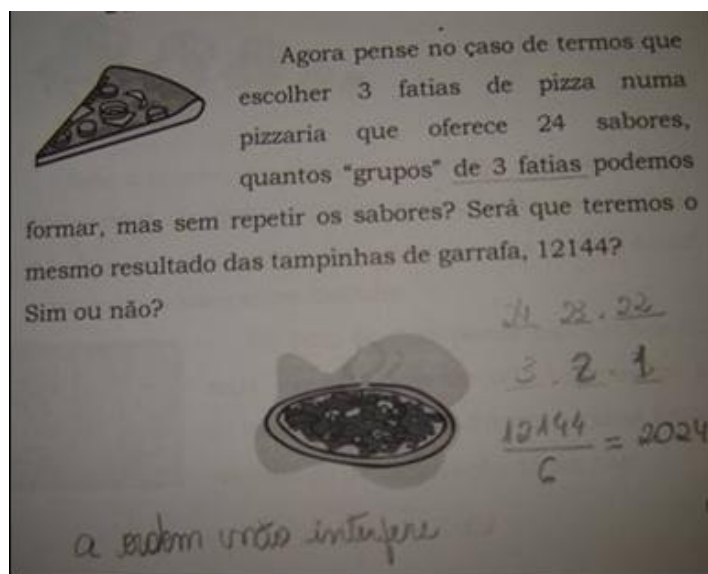 Agora pense no caso de termos que
escolher 3 fatias de pizza numa
pizzaria que oferece 24 sabores,
quantos “grupos” de 3 fatias podemos
formar, mas sem repetir os sabores? Será que teremos o
mesmo resultado das tampinhas de garrafa, 12144?
Sim ou não?
24 . 23 . 22
3 . 2 . 1
12144
6
= 2024
a ordem não interfere